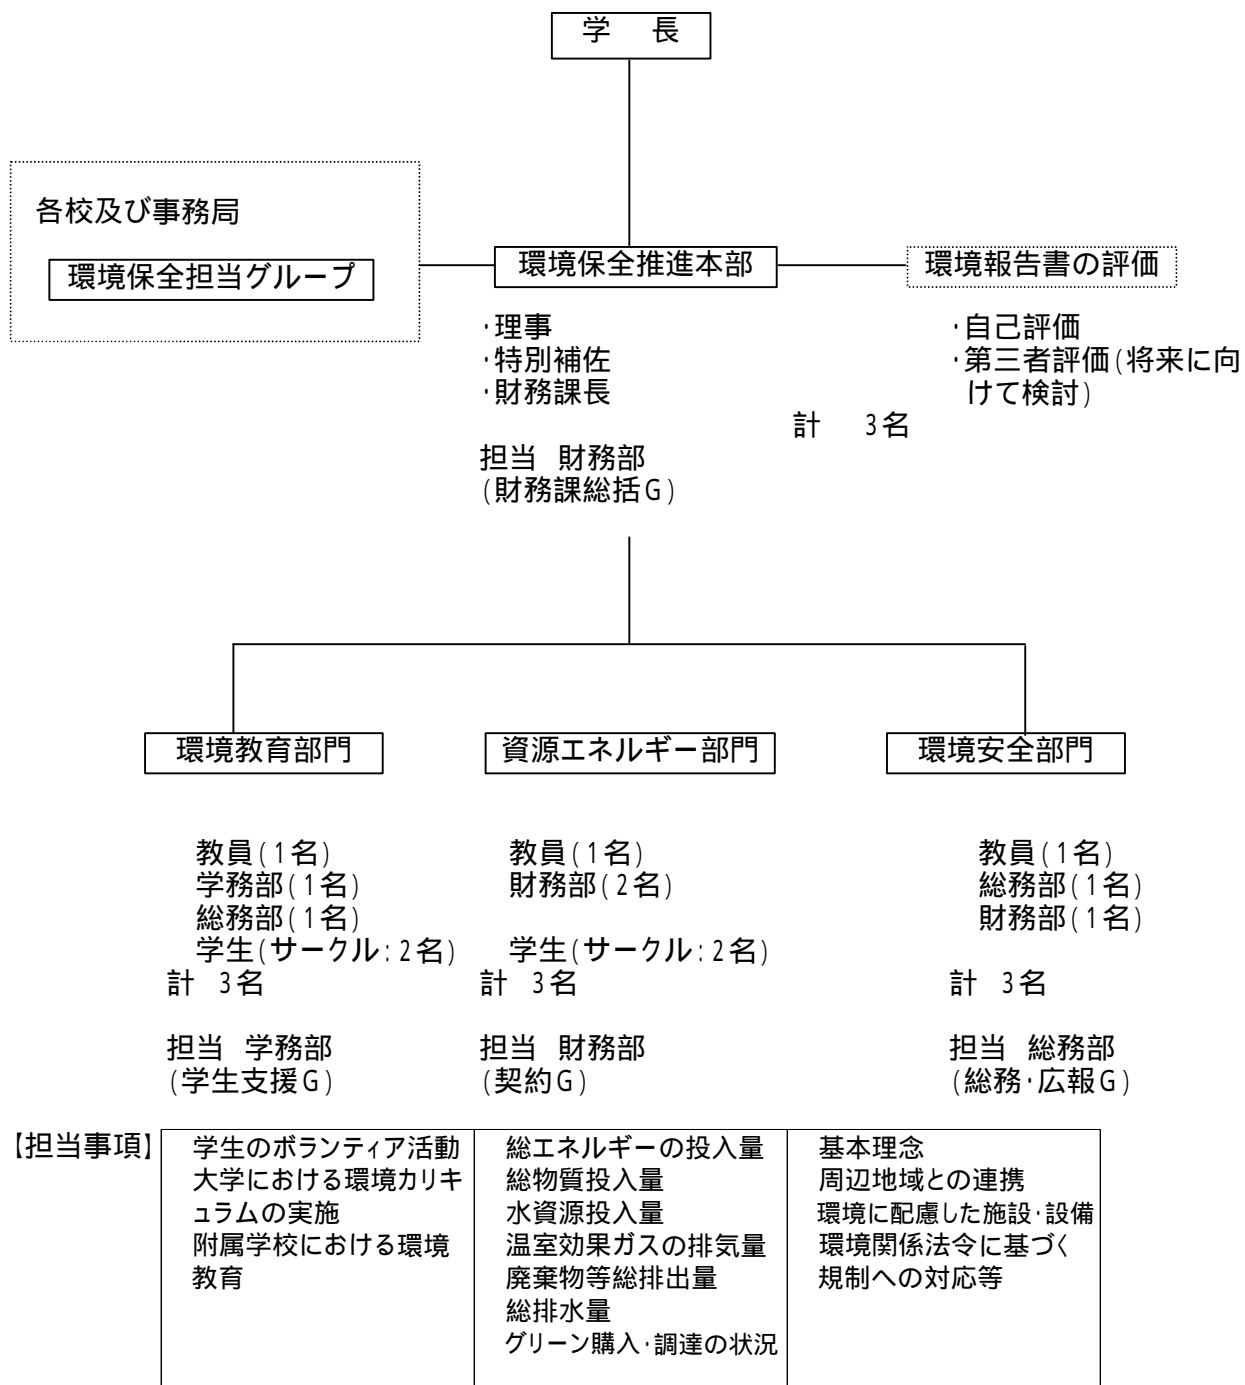 学 長
各校及び事務局
環境保全担当グループ
環境保全推進本部
環境報告書の評価
・理事
・特別補佐
・財務課長
計 3名
担当 財務部
(財務課総括G)
・自己評価
・第三者評価(将来に向
けて検討)
環境教育部門
教員(1名)
学務部(1名)
総務部(1名)
学生(サークル:2名)
計 3名
担当 学務部
(学生支援G)
資源エネルギー部門
教員(1名)
財務部(2名)
学生(サークル:2名)
計 3名
担当 財務部
(契約G)
環境安全部門
教員(1名)
総務部(1名)
財務部(1名)
計 3名
担当 総務部
(総務・広報G)
【担当事項】
学生のボランティア活動
大学における環境カリキ
ュラムの実施
附属学校における環境
教育
総エネルギーの投入量
総物質投入量
水資源投入量
温室効果ガスの排気量
廃棄物等総排出量
総排水量
グリーン購入・調達の状況
基本理念
周辺地域との連携
環境に配慮した施設・設備
環境関係法令に基づく
規制への対応等